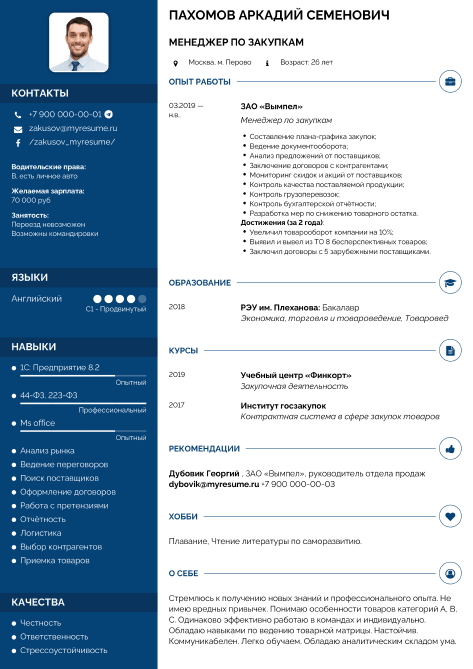 ПАХОМОВ АРКАДИЙ СЕМЕНОВИЧ
МЕНЕДЖЕР ПО ЗАКУПКАМ
Москва, м. Перово
Возраст: 26 лет
КОНТАКТЫ
+7 900 000-00-01
zakusov@myresume.ru
/zakusov_myresume/
Водительские права:
B, есть личное авто
Желаемая зарплата:
70 000 руб
Занятость:
Переезд невозможен
Возможны командировки
ЯЗЫКИ
Английский
C1 - Продвинутый
НАВЫКИ
1С: Предприятие 8.2
Опытный
44-ФЗ, 223-ФЗ
Профессиональный
Ms office
Опытный
Анализ рынка
Ведение переговоров
Поиск поставщиков
Оформление договоров
Работа с претензиями
Отчётность
Логистика
Выбор контрагентов
Приемка товаров
КАЧЕСТВА
Честность
Ответственность
Стрессоустойчивость
ОПЫТ РАБОТЫ
03.2019 —
н.в.
ЗАО «Вымпел»
Менеджер по закупкам
Составление плана-графика закупок;
Ведение документооборота;
Анализ предложений от поставщиков;
Заключение договоров с контрагентами;
Мониторинг скидок и акций от поставщиков;
Контроль качества поставляемой продукции;
Контроль грузоперевозок;
Контроль бухгалтерской отчётности;
Разработка мер по снижению товарного остатка.
Достижения (за 2 года):
Увеличил товарооборот компании на 10%;
Выявил и вывел из ТО 8 бесперспективных товаров;
Заключил договоры с 5 зарубежными поставщиками.
ОБРАЗОВАНИЕ
2018
РЭУ им. Плеханова: Бакалавр
Экономика, торговля и товароведение, Товаровед
КУРСЫ
2019
Учебный центр «Финкорт»
Закупочная деятельность
2017
Институт госзакупок
Контрактная система в сфере закупок товаров
РЕКОМЕНДАЦИИ
Дубовик Георгий , ЗАО «Вымпел», руководитель отдела продаж
dybovik@myresume.ru +7 900 000-00-03
ХОББИ
Плавание, Чтение литературы по саморазвитию.
О СЕБЕ
Стремлюсь к получению новых знаний и профессионального опыта. Не
имею вредных привычек. Понимаю особенности товаров категорий A, B,
C. Одинаково эффективно работаю в командах и индивидуально.
Обладаю навыками по ведению товарной матрицы. Настойчив.
Коммуникабелен. Легко обучаем. Обладаю аналитическим складом ума.